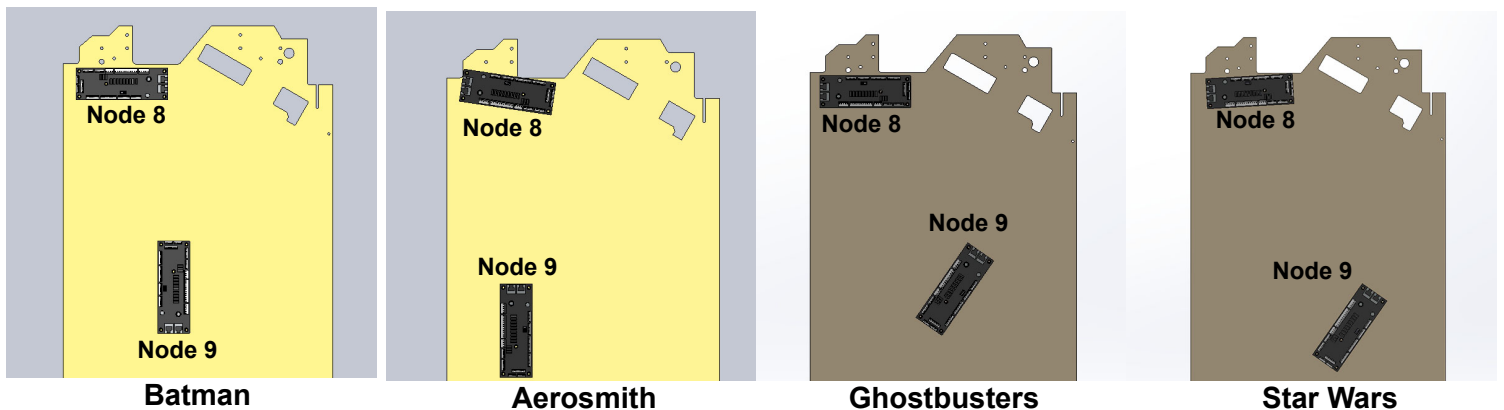 Node 8
Node 9
Batman
Node 8
Node 9
Aerosmith
Node 8
Node 9
Ghostbusters
Node 8
Node 9
Star Wars